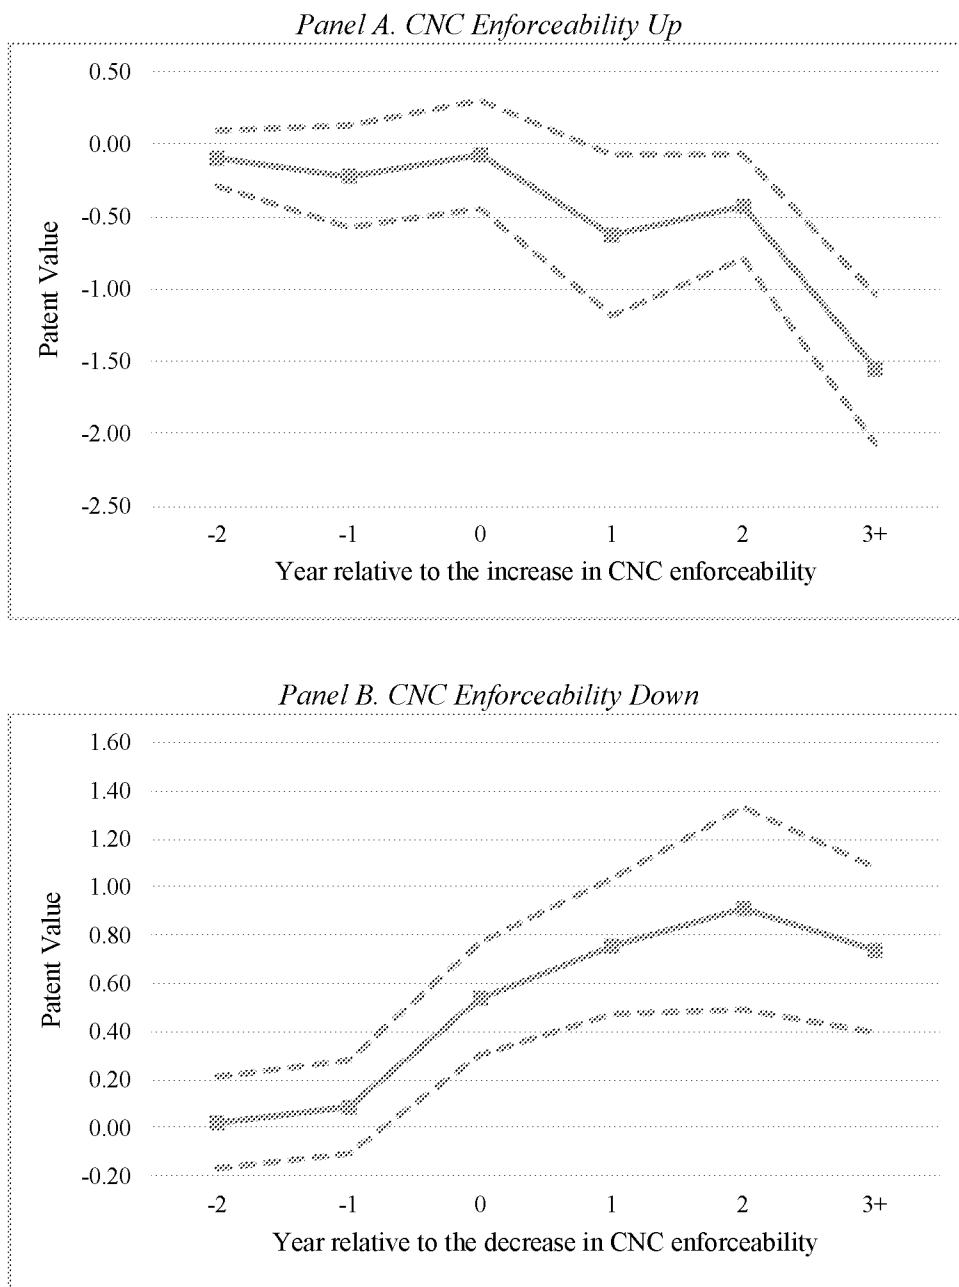 Panel A. CNC Enforceability Up
0.50
0.00
-0.50
-1.00
-1.50
-2.00
-2.50
Patent Value
-2 -1 0 1 2 3+
Year relative to the increase in CNC enforceability
Panel B. CNC Enforceability Down
1.60
1.40
1.20
1.00
0.80
0.60
0.40
0.20
0.00
-0.20
Patent Value
-2 -1 0 1 2 3+
Year relative to the decrease in CNC enforceability